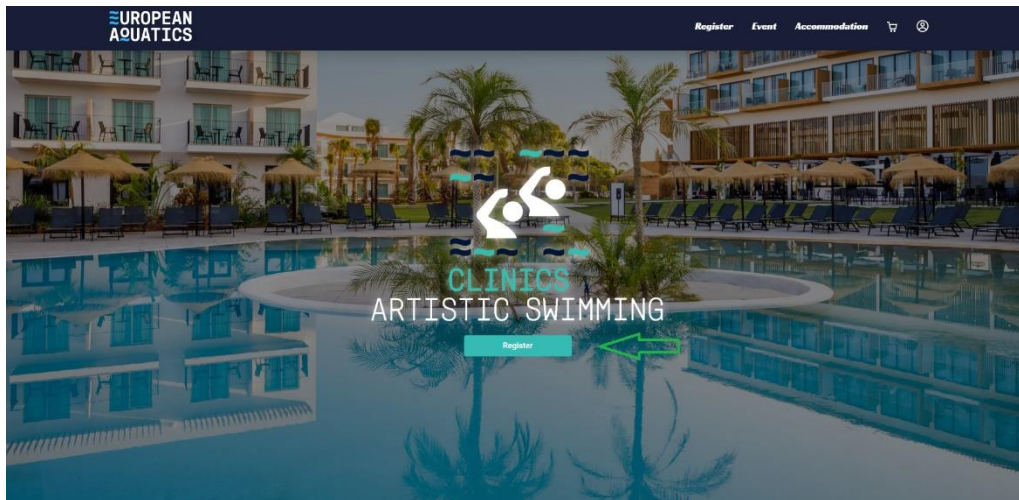 EUROPEAN
AQUATICS
Register Event Accommodation
CLINICS
ARTISTIC SWIMMING
Register